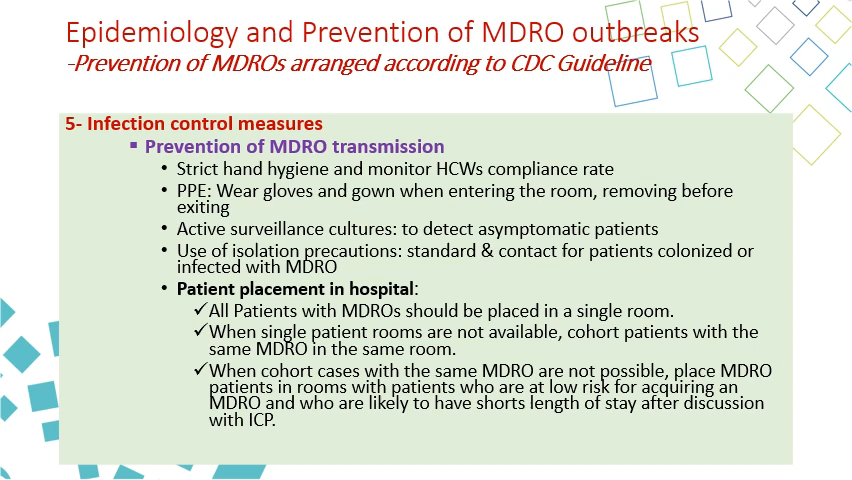 Epidemiology and Prevention of MDRO outbreaks
-Prevention of MDROs arranged according to CDC Guideline
5- Infection control measures
▪ Prevention of MDRO transmission
• Strict hand hygiene and monitor HCWs compliance rate
• PPE: Wear gloves and gown when entering the room, removing before
exiting
• Active surveillance cultures: to detect asymptomatic patients
• Use of isolation precautions: standard & contact for patients colonized or
infected with MDRO
• Patient placement in hospital:
✓All Patients with MDROs should be placed in a single room.
✓When single patient rooms are not available, cohort patients with the
same MDRO in the same room.
✓When cohort cases with the same MDRO are not possible, place MDRO
patients in rooms with patients who are at low risk for acquiring an
MDRO and who are likely to have shorts length of stay after discussion
with ICP.